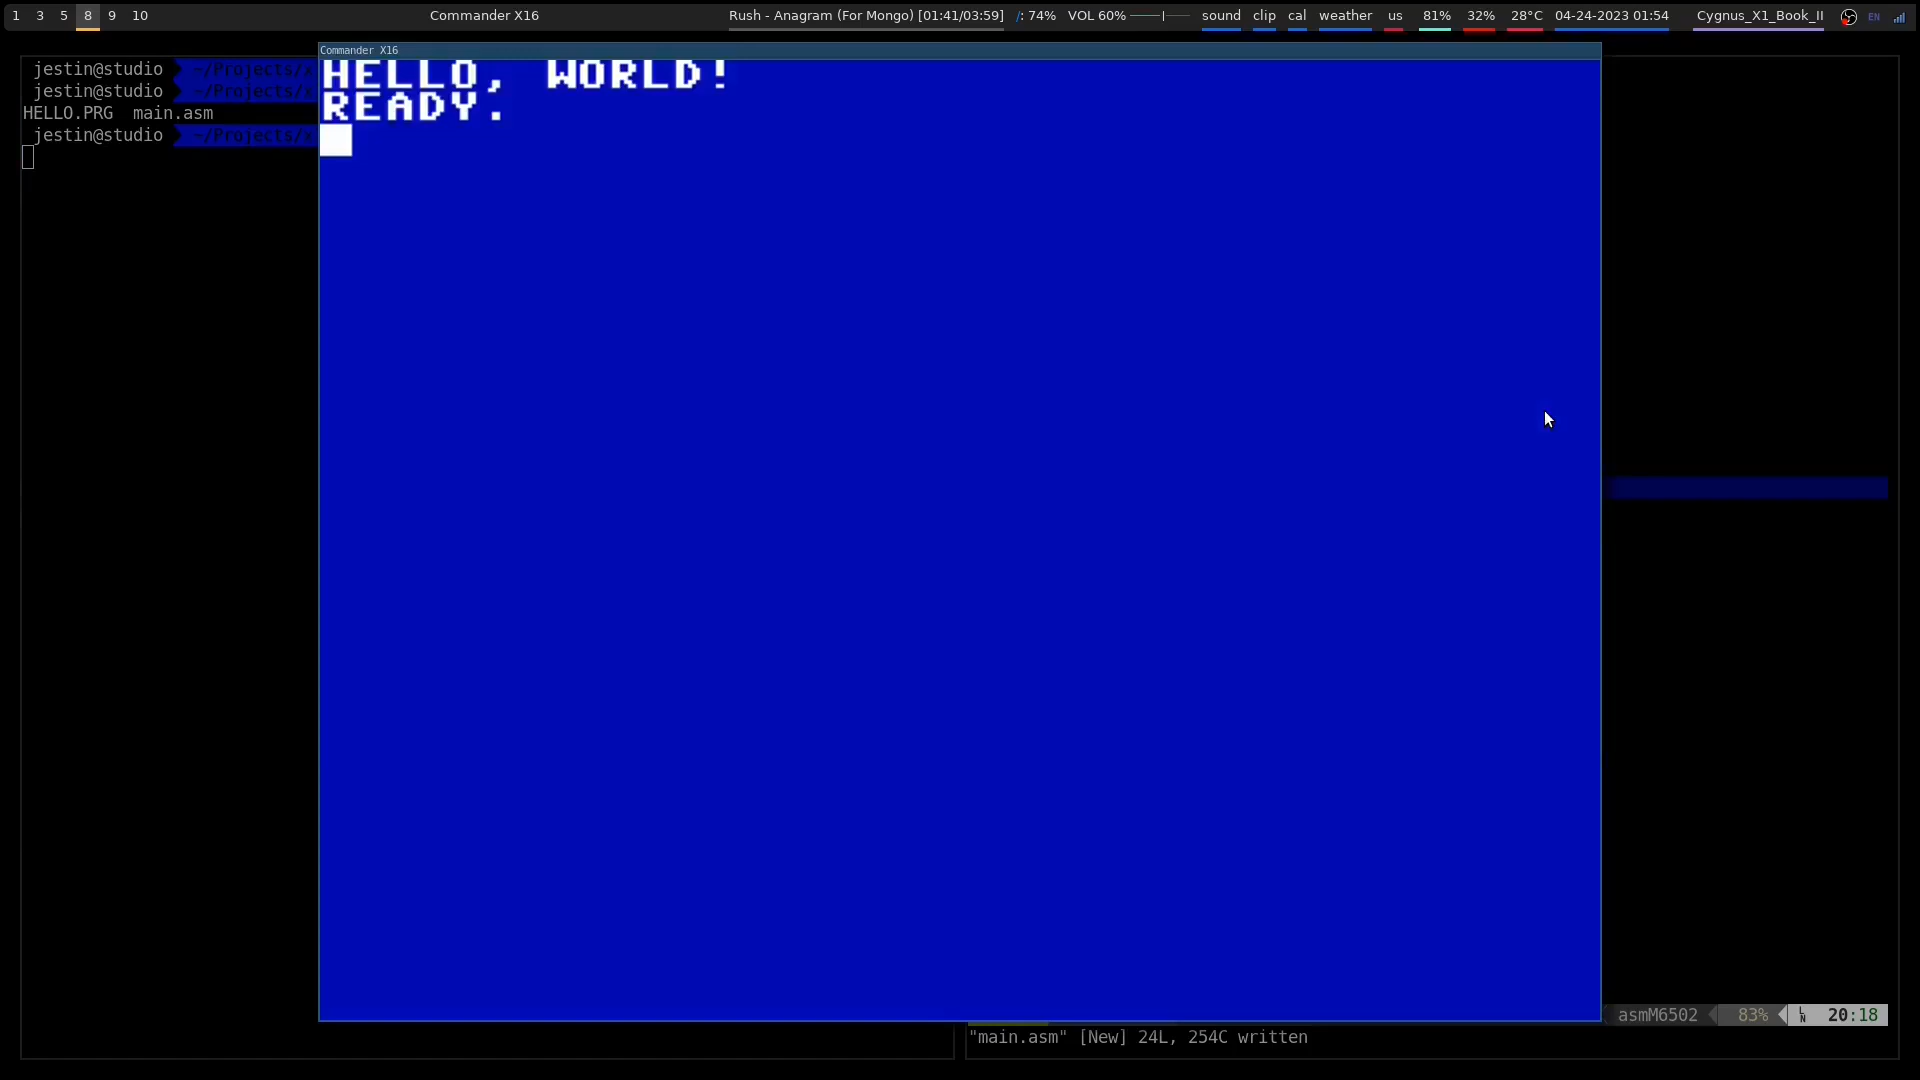 1 3 5 8 9 10 Commander X16 Rush - Anagram (For Mongo) [01:41/03:59] /: 74% VOL 60% sound clip cal weather us 81% 32% 28°C 04-24-2023 01:54 Cygnus_X1_Book_II EN
Commander X16
jestin@studio ~/Projects/x
jestin@studio ~/Projects/x
HELLO.PRG main.asm
jestin@studio ~/Projects/x
HELLO, WORLD!
READY.
asmM6502 83% LN 20:18
"main.asm" [New] 24L, 254C written